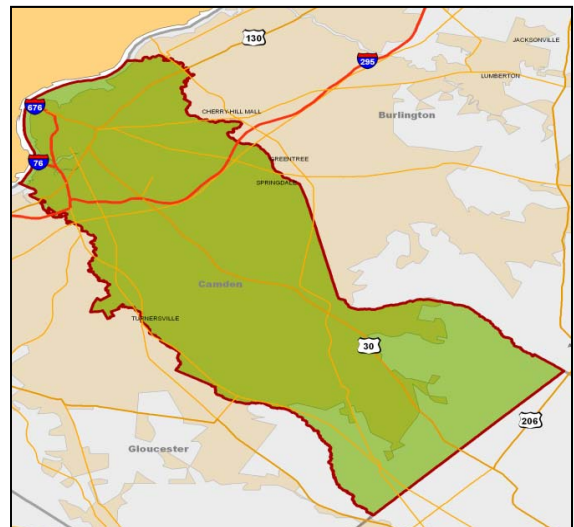 130
JACKSONVILLE
295
LUMBERTON
676
CHERRY HILL MALL
Burlington
76
GREENTREE
SPRINGDALE
Camden
TURNERSVILLE
30
206
Gloucester